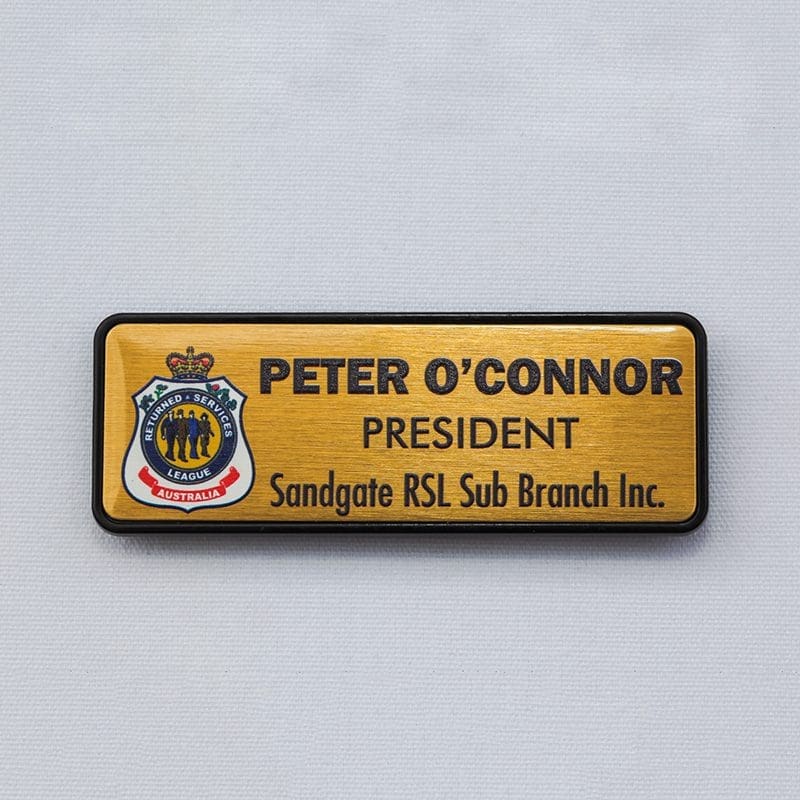 PETER O'CONNOR
PRESIDENT
Sandgate RSL Sub Branch Inc.
RETURNED SERVICES
LEAGUE
AUSTRALIA